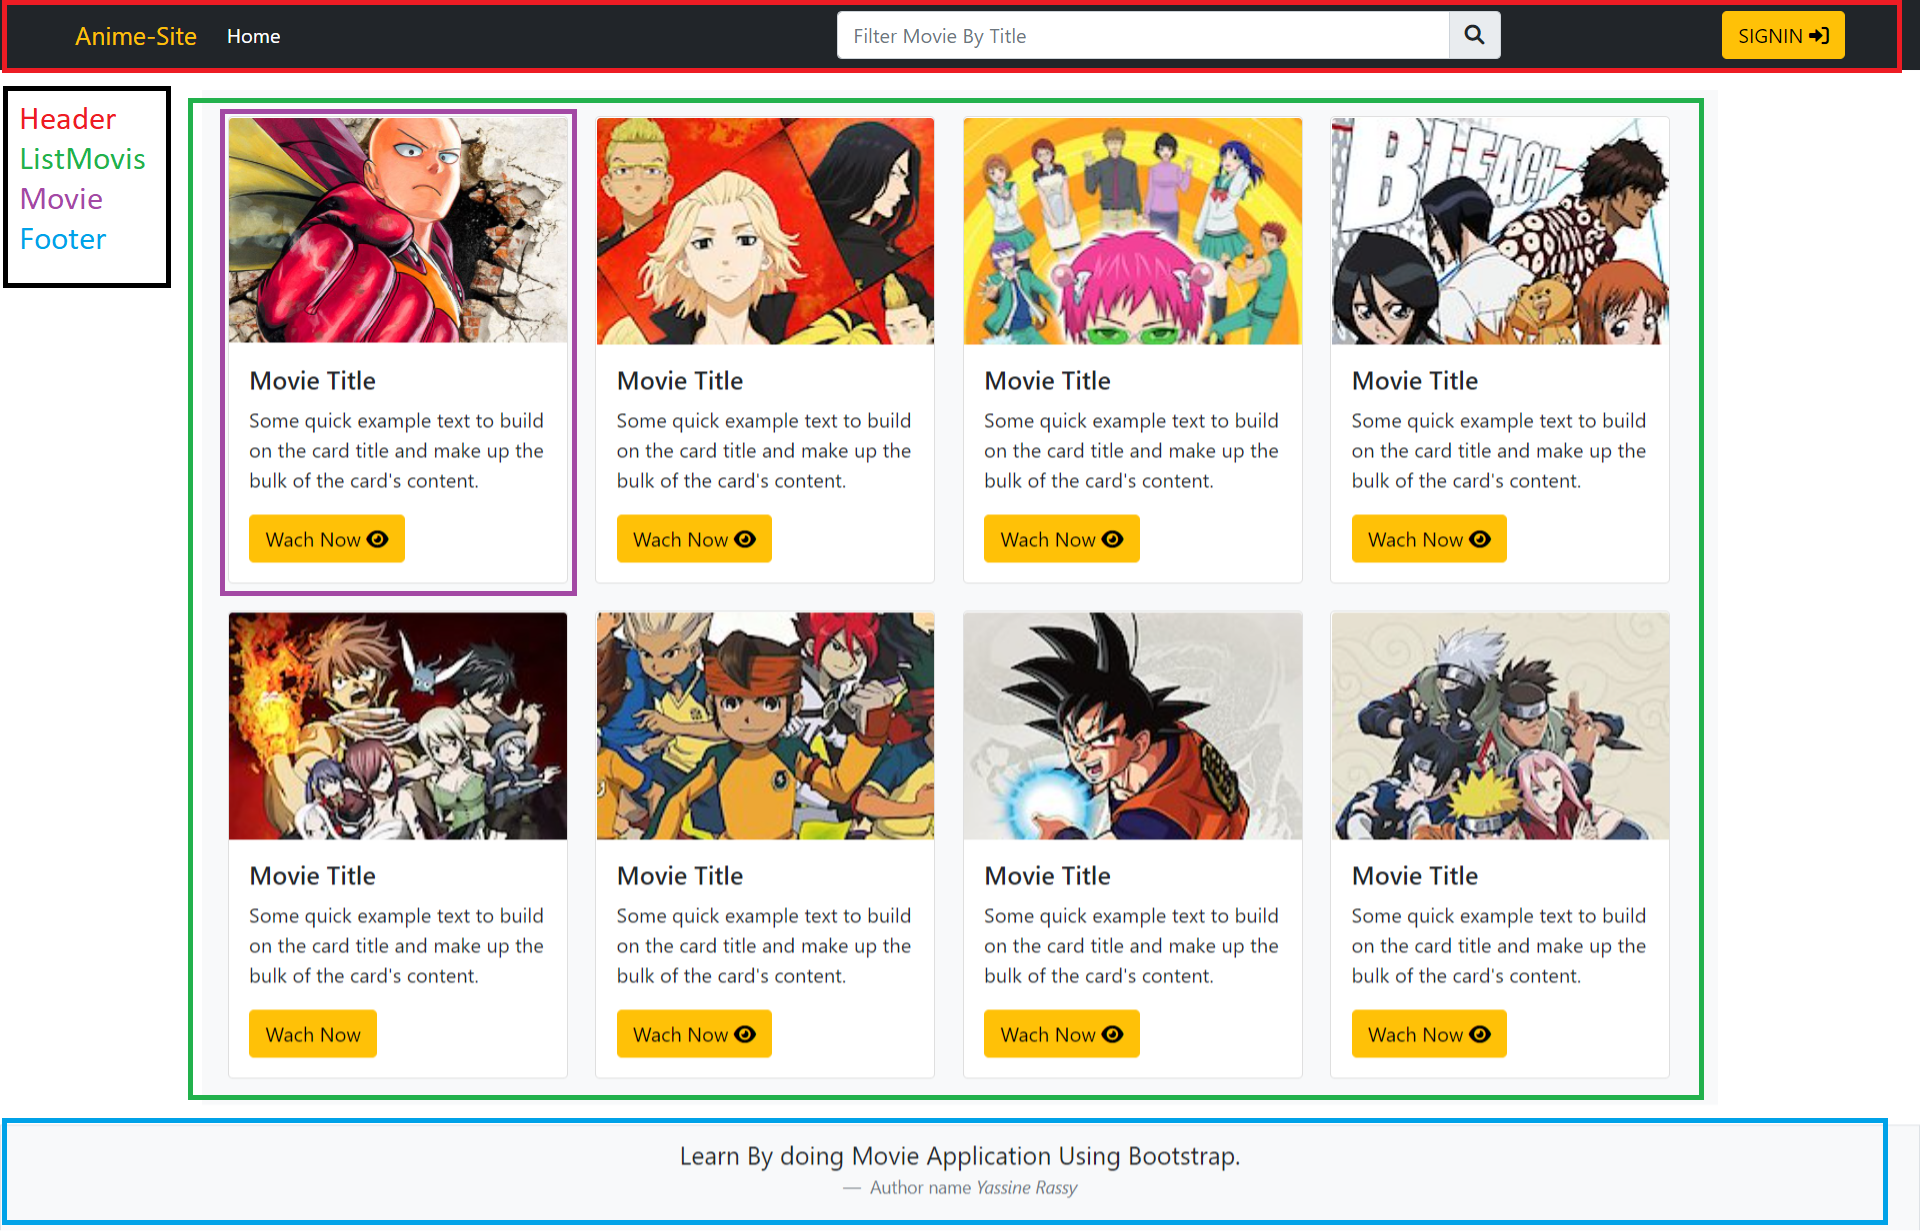 Anime-Site Home Filter Movie By Title SIGNIN
Header
ListMovis
Movie
Footer
BLEACH
Movie Title
Some quick example text to build
on the card title and make up the
bulk of the card's content.
Wach Now
Movie Title
Some quick example text to build
on the card title and make up the
bulk of the card's content.
Wach Now
Movie Title
Some quick example text to build
on the card title and make up the
bulk of the card's content.
Wach Now
Movie Title
Some quick example text to build
on the card title and make up the
bulk of the card's content.
Wach Now
Movie Title
Some quick example text to build
on the card title and make up the
bulk of the card's content.
Wach Now
Movie Title
Some quick example text to build
on the card title and make up the
bulk of the card's content.
Wach Now
Movie Title
Some quick example text to build
on the card title and make up the
bulk of the card's content.
Wach Now
Movie Title
Some quick example text to build
on the card title and make up the
bulk of the card's content.
Wach Now
Learn By doing Movie Application Using Bootstrap.
— Author name Yassine Rassy